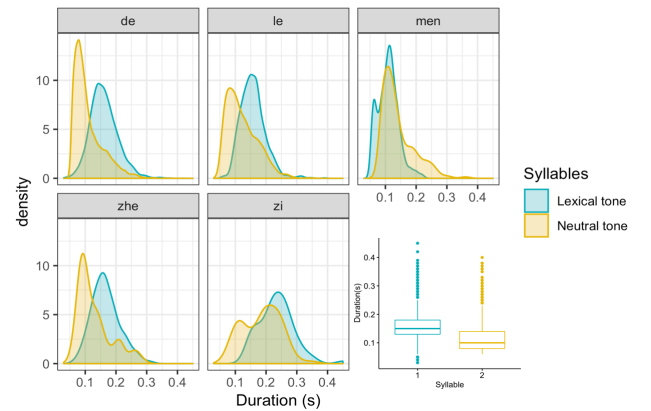 de
le
men
density
10
5
0
0.1 0.2 0.3 0.4
zhe
zi
10
5
0
0.1 0.2 0.3 0.4
0.1 0.2 0.3 0.4
Duration (s)
Syllables
Lexical tone
Neutral tone
Duration(s)
0.4
0.3
0.2
0.1
1
2
Syllable